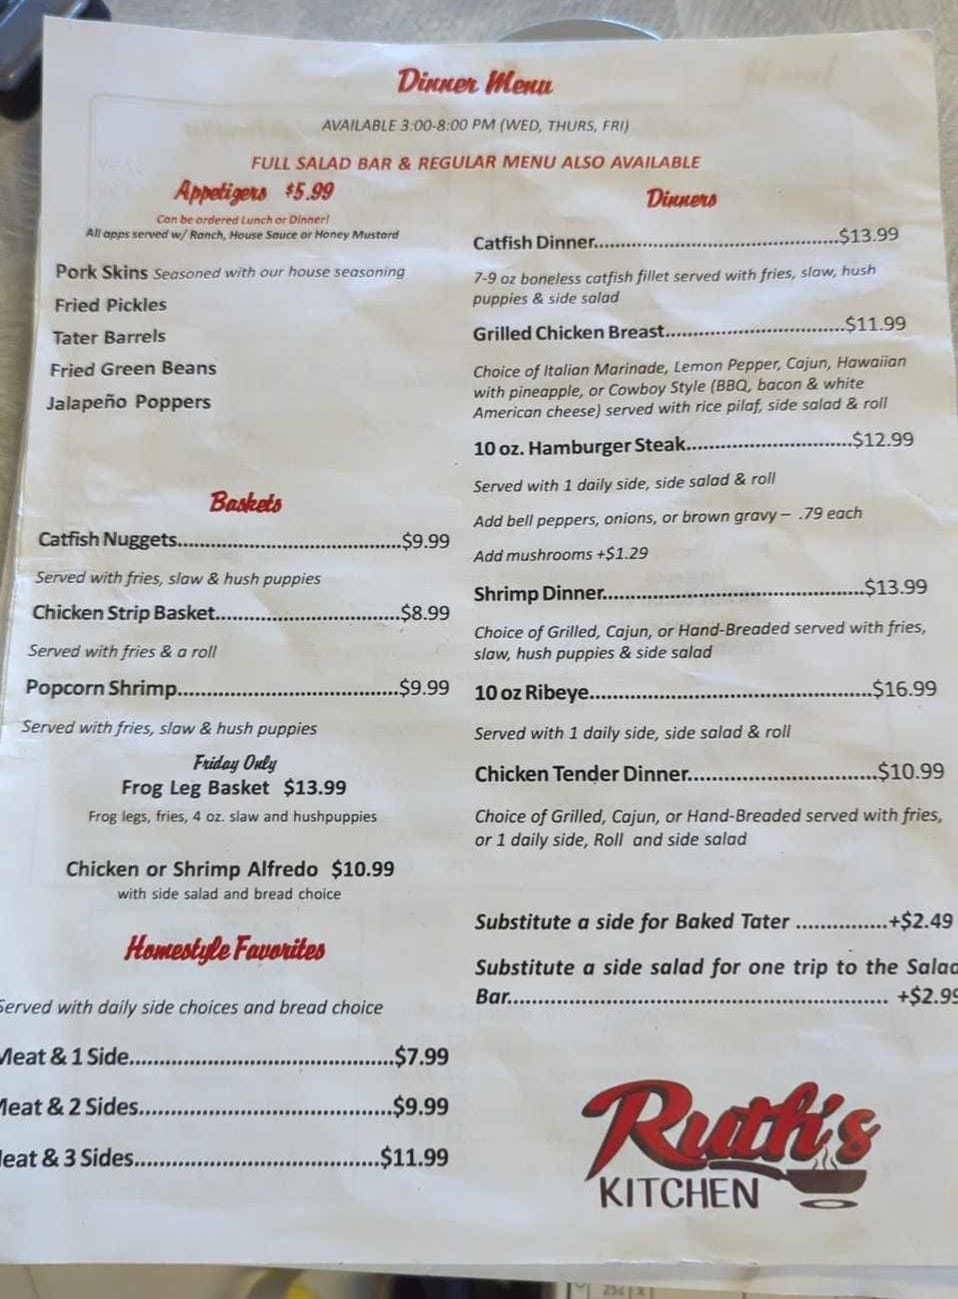 Dinner Menu
AVAILABLE 3:00-8:00 PM (WED, THURS, FRI)
FULL SALAD BAR & REGULAR MENU ALSO AVAILABLE
Appetizers $5.99
Can be ordered Lunch or Dinner!
All apps served w/ Ranch, House Sauce or Honey Mustard
Pork Skins Seasoned with our house seasoning
Fried Pickles
Tater Barrels
Fried Green Beans
Jalapeño Poppers
Baskets
Catfish Nuggets........................................$9.99
Served with fries, slaw & hush puppies
Chicken Strip Basket................................$8.99
Served with fries & a roll
Popcorn Shrimp.......................................$9.99
Served with fries, slaw & hush puppies
Friday Only
Frog Leg Basket $13.99
Frog legs, fries, 4 oz. slaw and hushpuppies
Chicken or Shrimp Alfredo $10.99
with side salad and bread choice
Homestyle Favorites
Served with daily side choices and bread choice
Meat & 1 Side............................................$7.99
Meat & 2 Sides..........................................$9.99
Meat & 3 Sides.........................................$11.99
Dinners
Catfish Dinner..........................................$13.99
7-9 oz boneless catfish fillet served with fries, slaw, hush
puppies & side salad
Grilled Chicken Breast...............................$11.99
Choice of Italian Marinade, Lemon Pepper, Cajun, Hawaiian
with pineapple, or Cowboy Style (BBQ, bacon & white
American cheese) served with rice pilaf, side salad & roll
10 oz. Hamburger Steak............................$12.99
Served with 1 daily side, side salad & roll
Add bell peppers, onions, or brown gravy – .79 each
Add mushrooms +$1.29
Shrimp Dinner............................................$13.99
Choice of Grilled, Cajun, or Hand-Breaded served with fries,
slaw, hush puppies & side salad
10 oz Ribeye...............................................$16.99
Served with 1 daily side, side salad & roll
Chicken Tender Dinner...............................$10.99
Choice of Grilled, Cajun, or Hand-Breaded served with fries,
or 1 daily side, Roll and side salad
Substitute a side for Baked Tater ...............+$2.49
Substitute a side salad for one trip to the Salad
Bar............................................................... +$2.99
Ruth's
KITCHEN